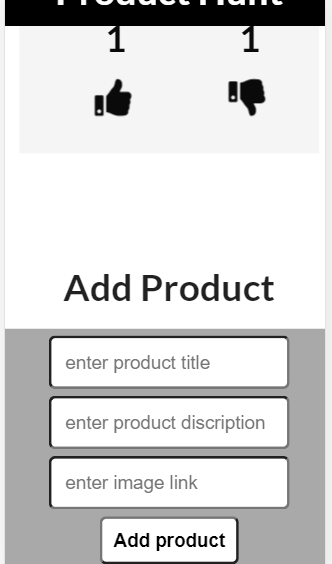 Product Hunt
1 1
Add Product
enter product title
enter product discription
enter image link
Add product